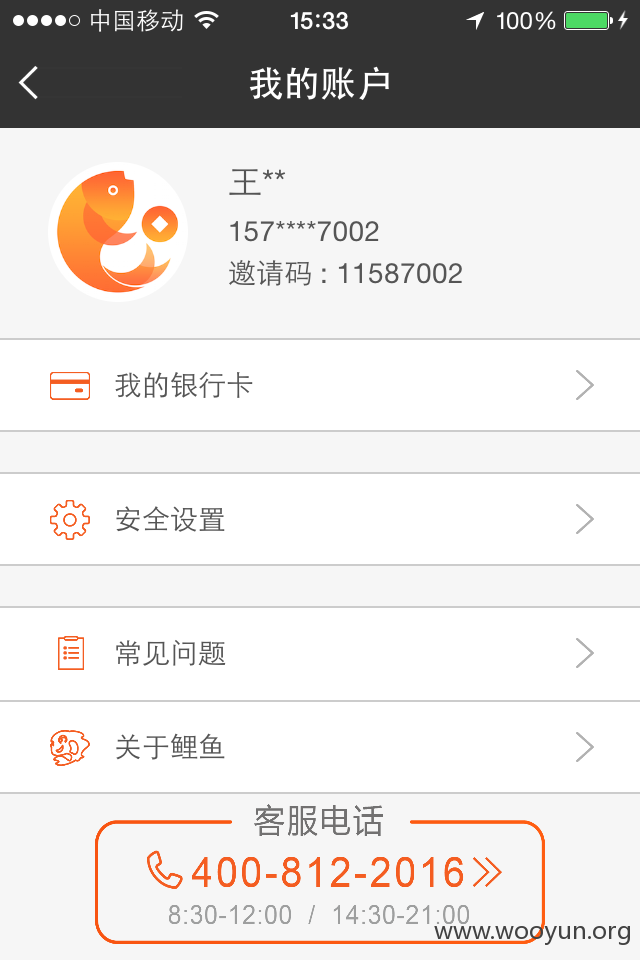 中国移动 15:33 100%
我的账户
王**
157****7002
邀请码：11587002
我的银行卡
安全设置
常见问题
关于鲤鱼
客服电话
400-812-2016
8:30-12:00 / 14:30-21:00
www.wooyun.org